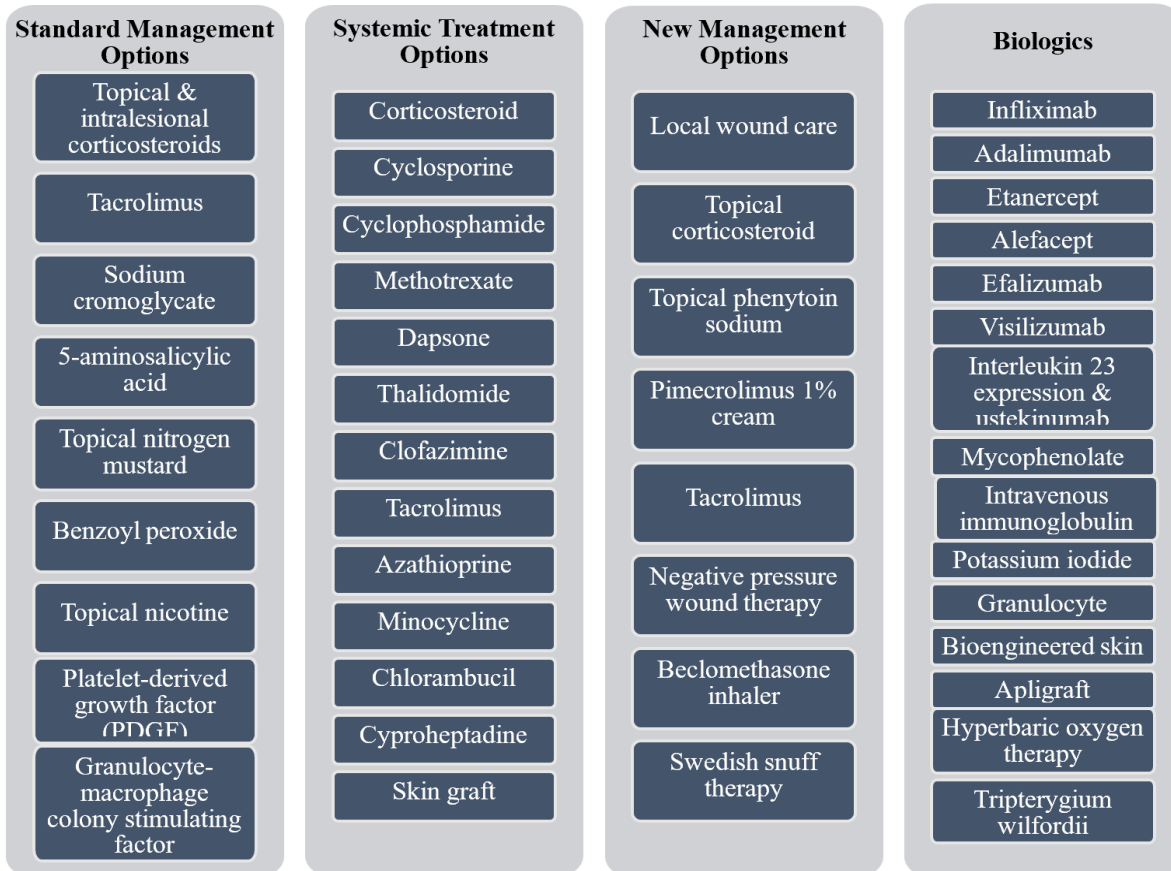 Standard Management
Options
Topical &
intralesional
corticosteroids
Tacrolimus
Sodium
cromoglycate
5-aminosalicylic
acid
Topical nitrogen
mustard
Benzoyl peroxide
Topical nicotine
Platelet-derived
growth factor
(PDGF)
Granulocyte-
macrophage
colony stimulating
factor
Systemic Treatment
Options
Corticosteroid
Cyclosporine
Cyclophosphamide
Methotrexate
Dapsone
Thalidomide
Clofazimine
Tacrolimus
Azathioprine
Minocycline
Chlorambucil
Cyproheptadine
Skin graft
New Management
Options
Local wound care
Topical
corticosteroid
Topical phenytoin
sodium
Pimecrolimus 1%
cream
Tacrolimus
Negative pressure
wound therapy
Beclomethasone
inhaler
Swedish snuff
therapy
Biologics
Infliximab
Adalimumab
Etanercept
Alefacept
Efalizumab
Visilizumab
Interleukin 23
expression &
ustekinumab
Mycophenolate
Intravenous
immunoglobulin
Potassium iodide
Granulocyte
Bioengineered skin
Apligraft
Hyperbaric oxygen
therapy
Tripterygium
wilfordii